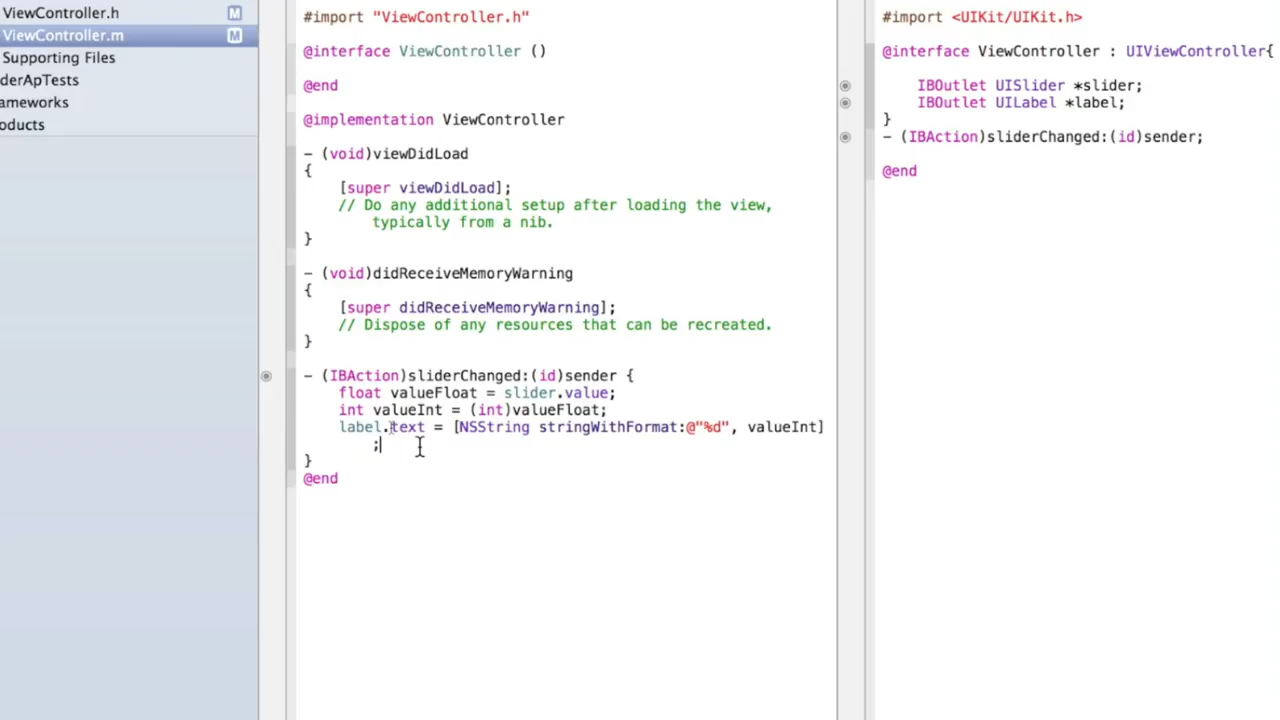 ViewController.h
M
ViewController.m
M
Supporting Files
derApTests
ameworks
oducts
#import "ViewController.h"
@interface ViewController ()
@end
@implementation ViewController
- (void)viewDidLoad
{
[super viewDidLoad];
// Do any additional setup after loading the view,
typically from a nib.
}
- (void)didReceiveMemoryWarning
{
[super didReceiveMemoryWarning];
// Dispose of any resources that can be recreated.
}
- (IBAction)sliderChanged:(id)sender {
float valueFloat = slider.value;
int valueInt = (int)valueFloat;
label.text = [NSString stringWithFormat:@"%d", valueInt]
;
}
@end
#import <UIKit/UIKit.h>
@interface ViewController : UIViewController{
IBOutlet UISlider *slider;
IBOutlet UILabel *label;
}
- (IBAction)sliderChanged:(id)sender;
@end